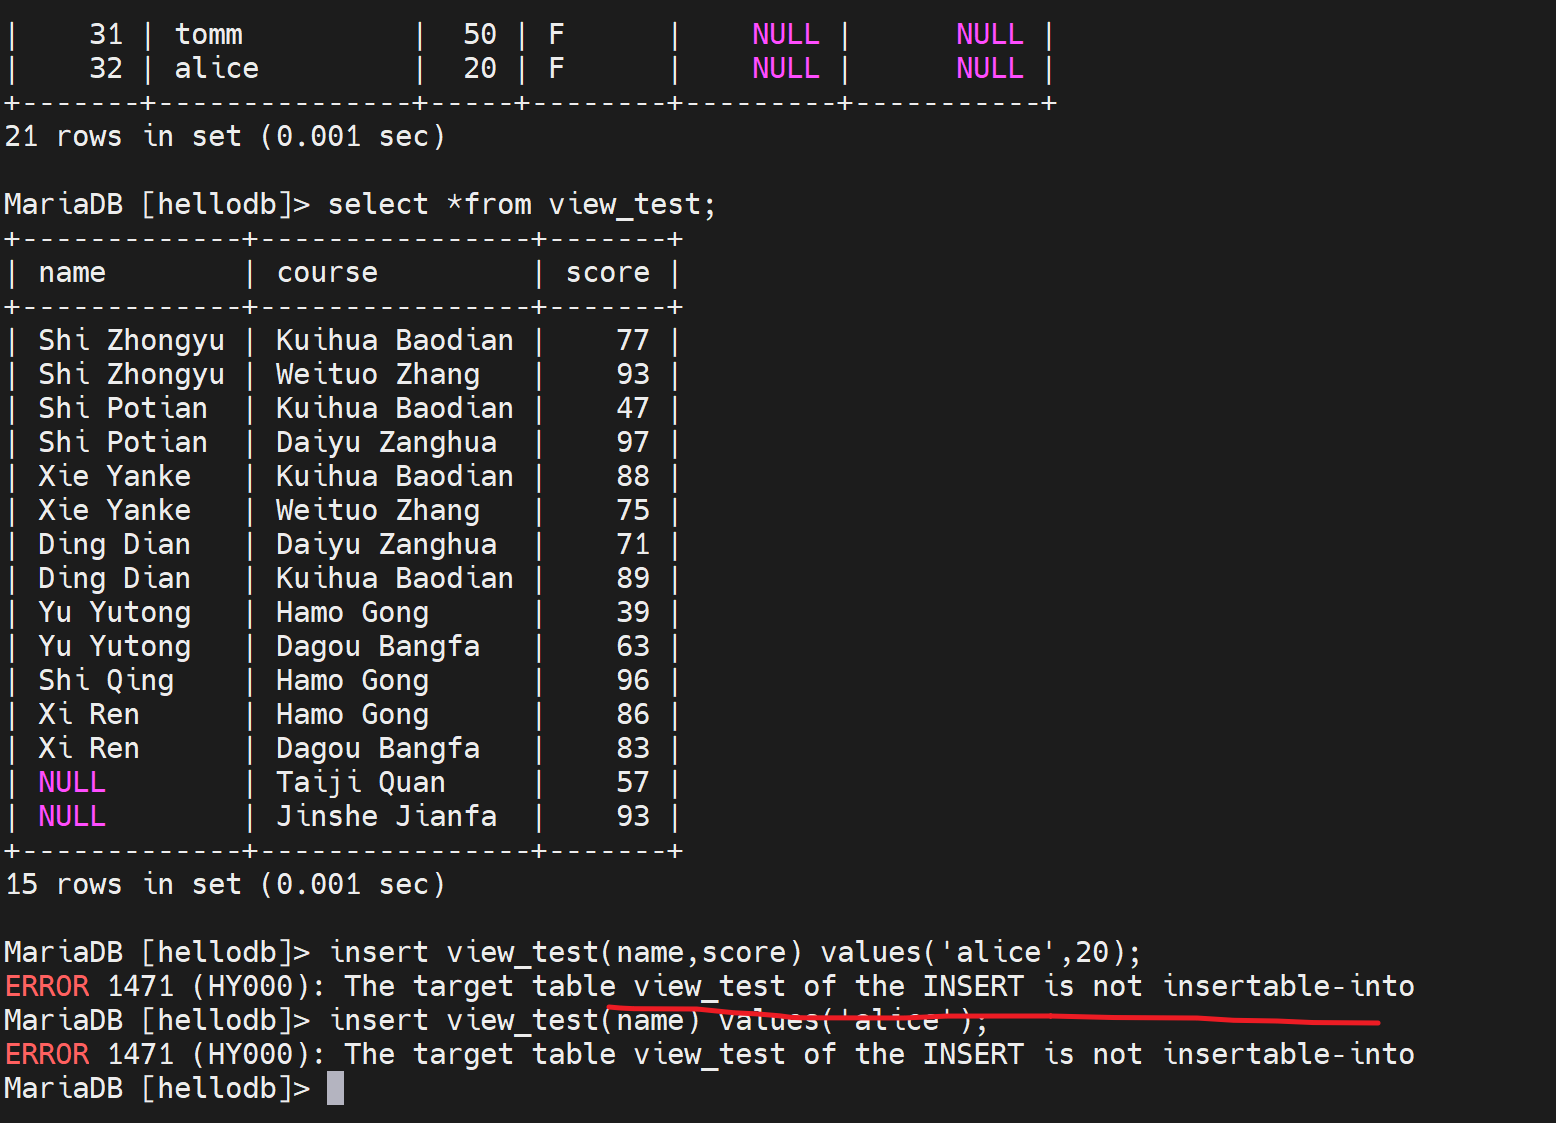 |    31 | tomm          |  50 | F      |    NULL |      NULL |
|    32 | alice         |  20 | F      |    NULL |      NULL |
+-------+---------------+-----+--------+---------+-----------+
21 rows in set (0.001 sec)
MariaDB [hellodb]> select *from view_test;
+-------------+----------------+-------+
| name        | course         | score |
+-------------+----------------+-------+
| Shi Zhongyu | Kuihua Baodian |    77 |
| Shi Zhongyu | Weituo Zhang   |    93 |
| Shi Potian  | Kuihua Baodian |    47 |
| Shi Potian  | Daiyu Zanghua  |    97 |
| Xie Yanke   | Kuihua Baodian |    88 |
| Xie Yanke   | Weituo Zhang   |    75 |
| Ding Dian   | Daiyu Zanghua  |    71 |
| Ding Dian   | Kuihua Baodian |    89 |
| Yu Yutong   | Hamo Gong      |    39 |
| Yu Yutong   | Dagou Bangfa   |    63 |
| Shi Qing    | Hamo Gong      |    96 |
| Xi Ren      | Hamo Gong      |    86 |
| Xi Ren      | Dagou Bangfa   |    83 |
| NULL        | Taiji Quan     |    57 |
| NULL        | Jinshe Jianfa  |    93 |
+-------------+----------------+-------+
15 rows in set (0.001 sec)
MariaDB [hellodb]> insert view_test(name,score) values('alice',20);
ERROR 1471 (HY000): The target table view_test of the INSERT is not insertable-into
MariaDB [hellodb]> insert view_test(name) values('alice');
ERROR 1471 (HY000): The target table view_test of the INSERT is not insertable-into
MariaDB [hellodb]>